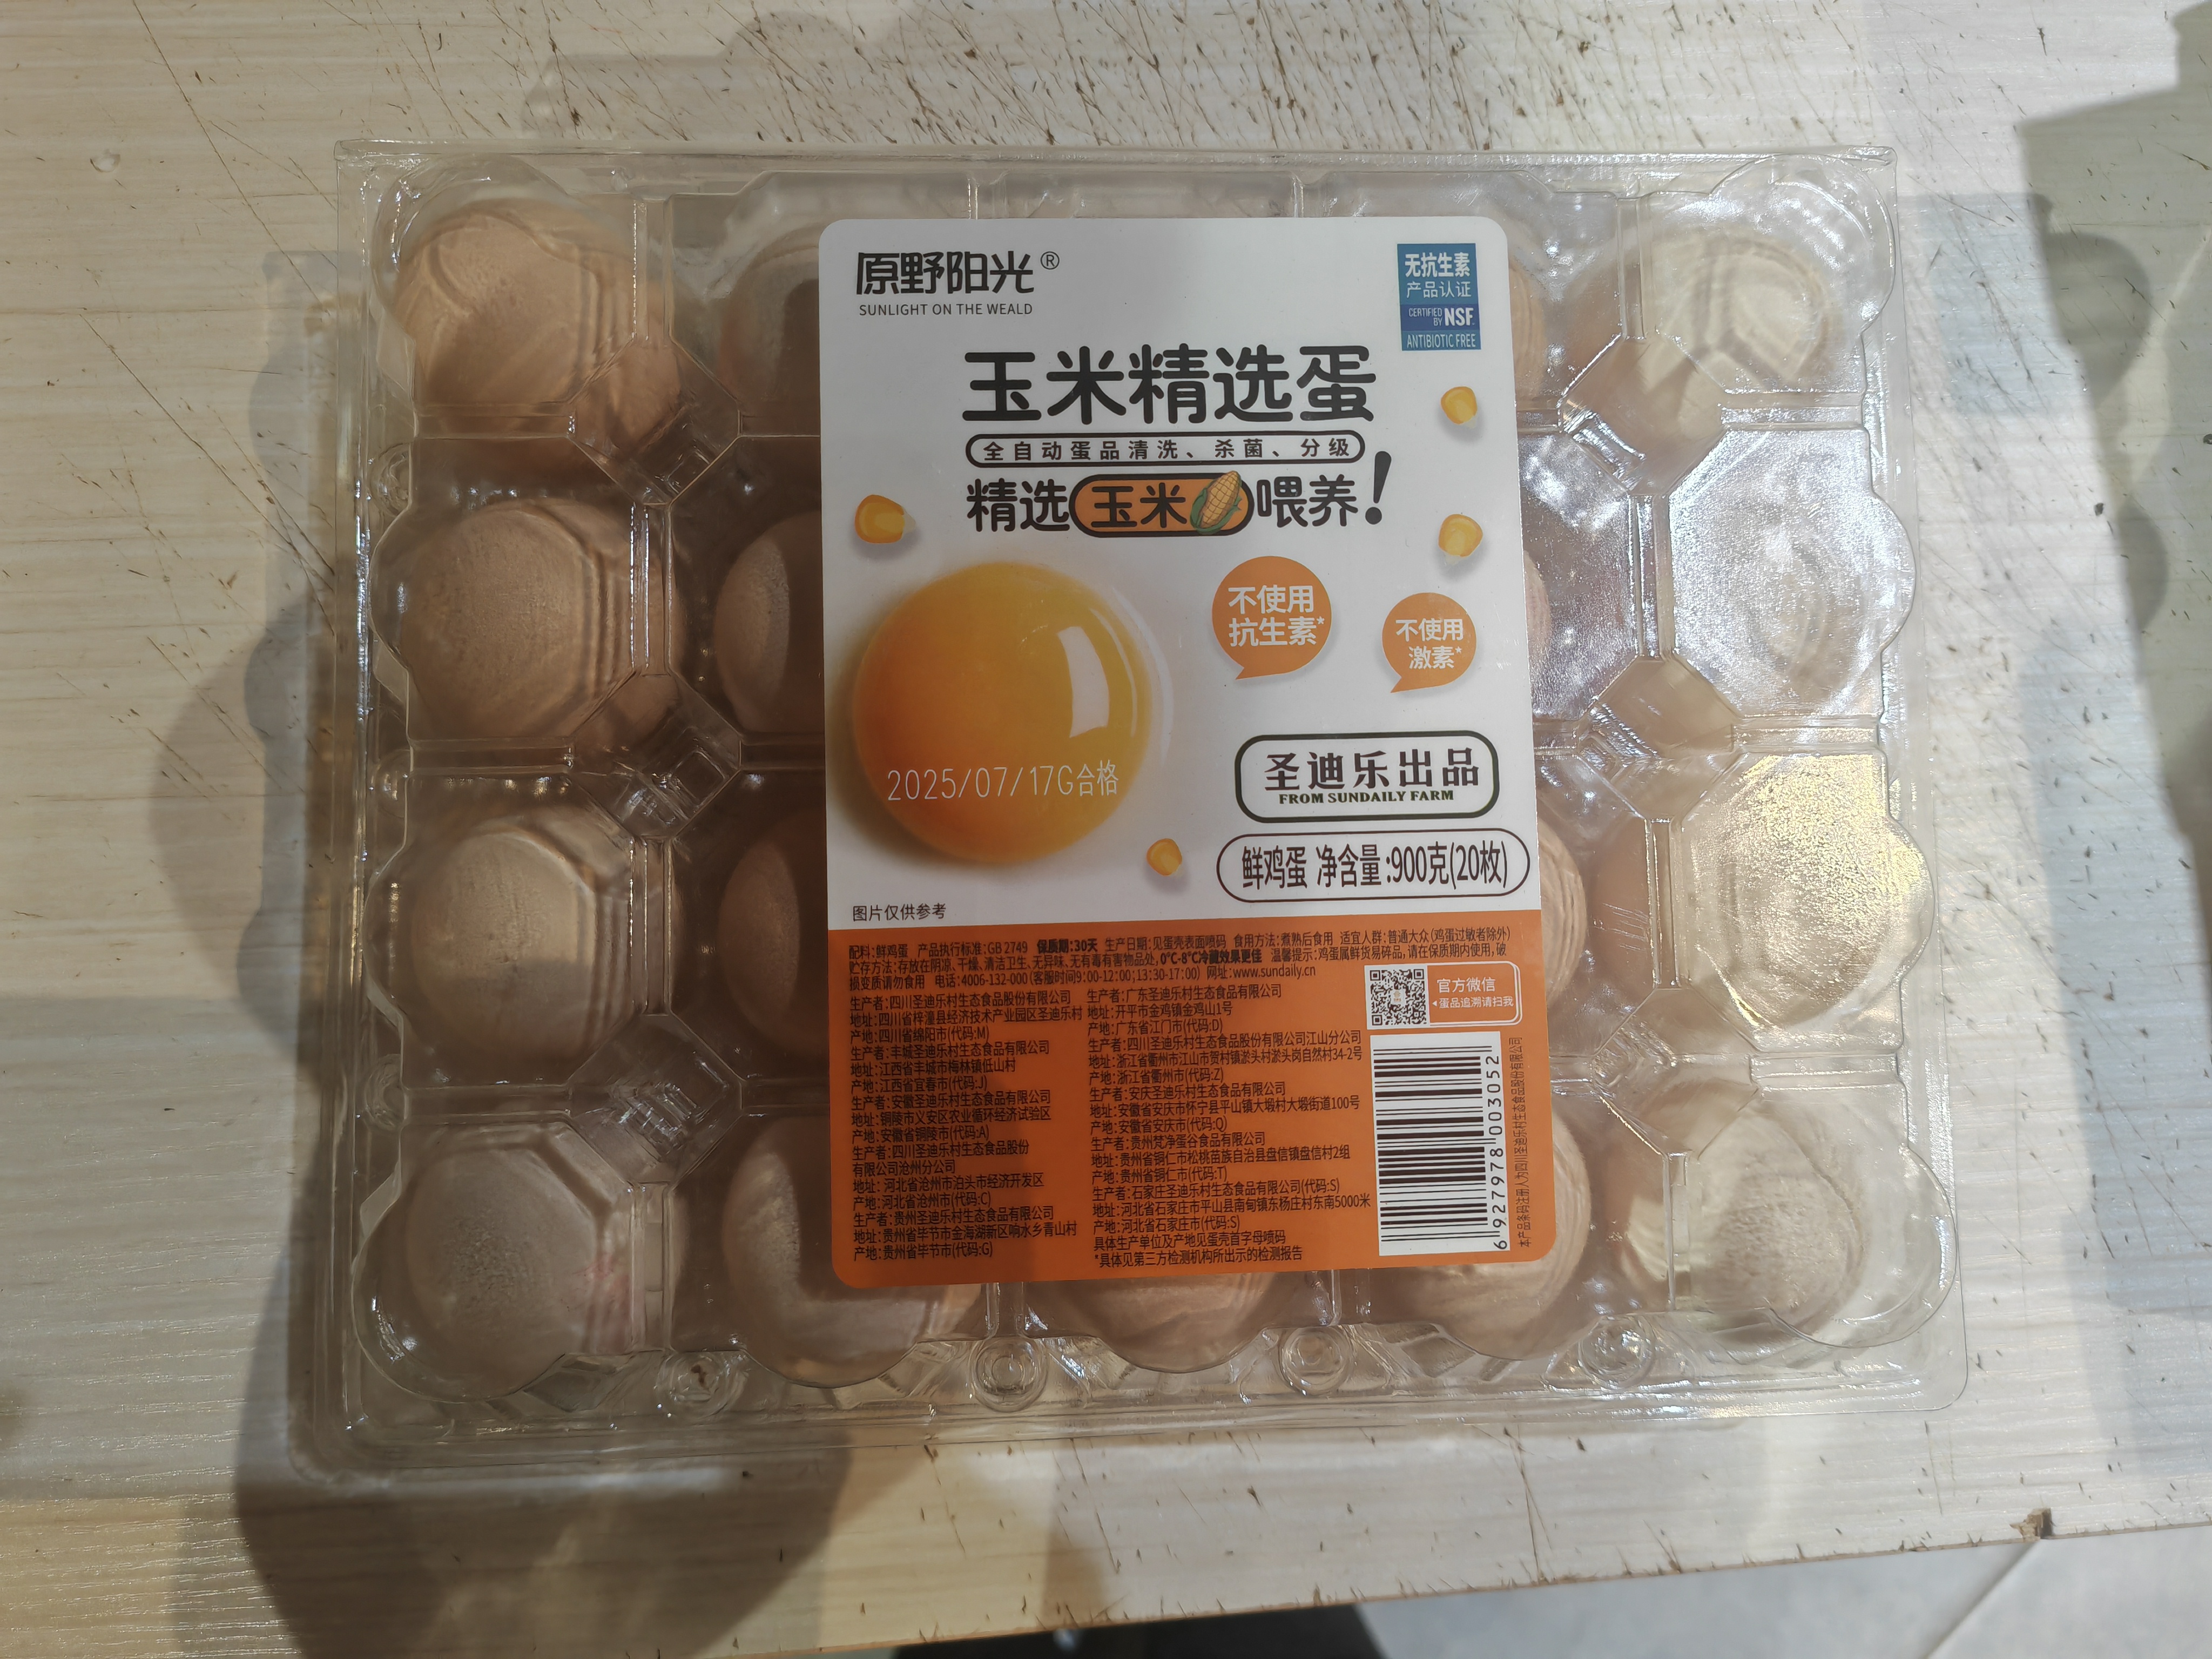 原野阳光®
SUNLIGHT ON THE WEALD
无抗生素
产品认证
CERTIFIED BY NSF
ANTIBIOTIC FREE
玉米精选蛋
全自动蛋品清洗、杀菌、分级
精选玉米喂养!
不使用
抗生素*
不使用
激素*
2025/07/17G合格
圣迪乐出品
FROM SUNDAILY FARM
鲜鸡蛋 净含量:900克(20枚)
图片仅供参考
配料:鲜鸡蛋 产品执行标准:GB 2749 保质期:30天 生产日期:见蛋壳表面喷码 食用方法:煮熟后食用 适宜人群:普通大众(鸡蛋过敏者除外)
贮存方法:存放在阴凉、干燥、清洁卫生、无异味、无有毒有害物品处,0℃-8℃冷藏效果更佳 温馨提示:鸡蛋属鲜货易碎品,请在保质期内使用,破
损变质请勿食用 电话:4006-132-000(客服时间9:00-12:00;13:30-17:00) 网址:www.sundaily.cn
生产者:四川圣迪乐村生态食品股份有限公司
地址:四川省梓潼县经济技术产业园区圣迪乐村
产地:四川省绵阳市(代码:M)
生产者:丰城圣迪乐村生态食品有限公司
地址:江西省丰城市梅林镇低山村
产地:江西省宜春市(代码:J)
生产者:安徽圣迪乐村生态食品有限公司
地址:铜陵市义安区农业循环经济试验区
产地:安徽省铜陵市(代码:A)
生产者:四川圣迪乐村生态食品股份
有限公司沧州分公司
地址:河北省沧州市泊头市经济开发区
产地:河北省沧州市(代码:C)
生产者:贵州圣迪乐村生态食品有限公司
地址:贵州省毕节市金海湖新区响水乡青山村
产地:贵州省毕节市(代码:G)
生产者:广东圣迪乐村生态食品有限公司
地址:开平市金鸡镇金鸡山1号
产地:广东省江门市(代码:D)
生产者:四川圣迪乐村生态食品股份有限公司江山分公司
地址:浙江省衢州市江山市贺村镇淤头村淤头岗自然村34-2号
产地:浙江省衢州市(代码:Z)
生产者:安庆圣迪乐村生态食品有限公司
地址:安徽省安庆市怀宁县平山镇大塅村大塅街道100号
产地:安徽省安庆市(代码:Q)
生产者:贵州梵净蛋谷食品有限公司
地址:贵州省铜仁市松桃苗族自治县盘信镇盘信村2组
产地:贵州省铜仁市(代码:T)
生产者:石家庄圣迪乐村生态食品有限公司(代码:S)
地址:河北省石家庄市平山县南甸镇东杨庄村东南5000米
产地:河北省石家庄市(代码:S)
具体生产单位及产地见蛋壳首字母喷码
*具体见第三方检测机构所出示的检测报告
官方微信
◂蛋品追溯请扫我
6927978003052
本产品条码注册人为四川圣迪乐村生态食品股份有限公司